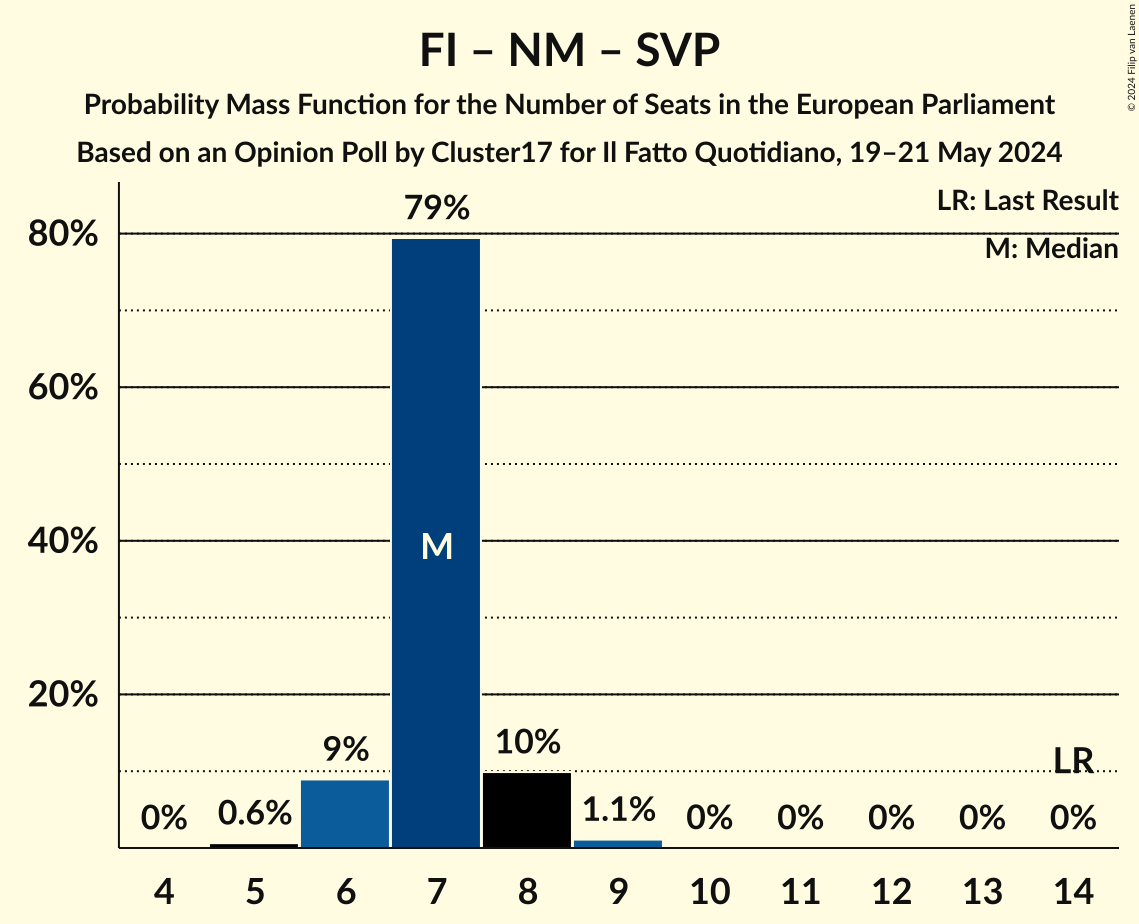 FI – NM – SVP
Probability Mass Function for the Number of Seats in the European Parliament
Based on an Opinion Poll by Cluster17 for Il Fatto Quotidiano, 19–21 May 2024
© 2024 Filip van Laenen
LR: Last Result
M: Median
80%
60%
40%
20%
0%
0.6%
9%
79%
10%
1.1%
0%
0%
0%
0%
0%
M
LR
4 5 6 7 8 9 10 11 12 13 14